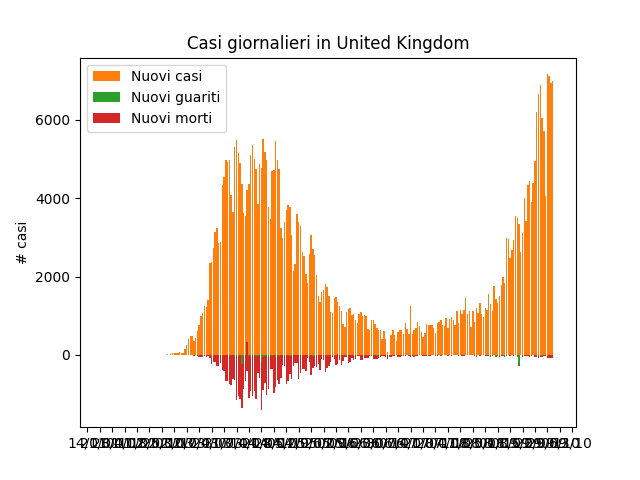 Casi giornalieri in United Kingdom
Nuovi casi
Nuovi guariti
Nuovi morti
6000
4000
2000
0
# casi